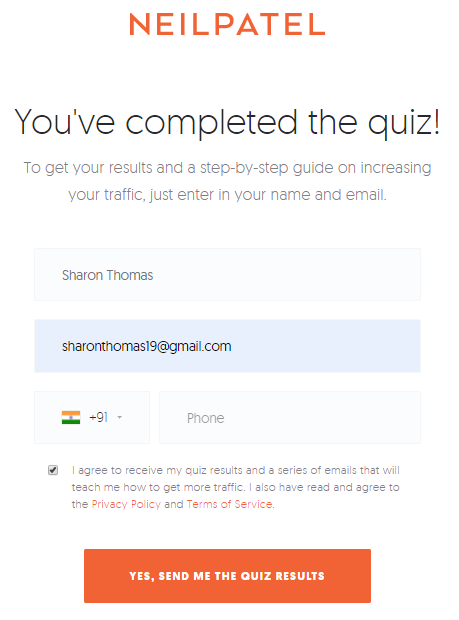 NEILPATEL
You've completed the quiz!
To get your results and a step-by-step guide on increasing
your traffic, just enter in your name and email.
Sharon Thomas
sharonthomas19@gmail.com
+91 Phone
I agree to receive my quiz results and a series of emails that will
teach me how to get more traffic. I also have read and agree to
the Privacy Policy and Terms of Service.
YES, SEND ME THE QUIZ RESULTS